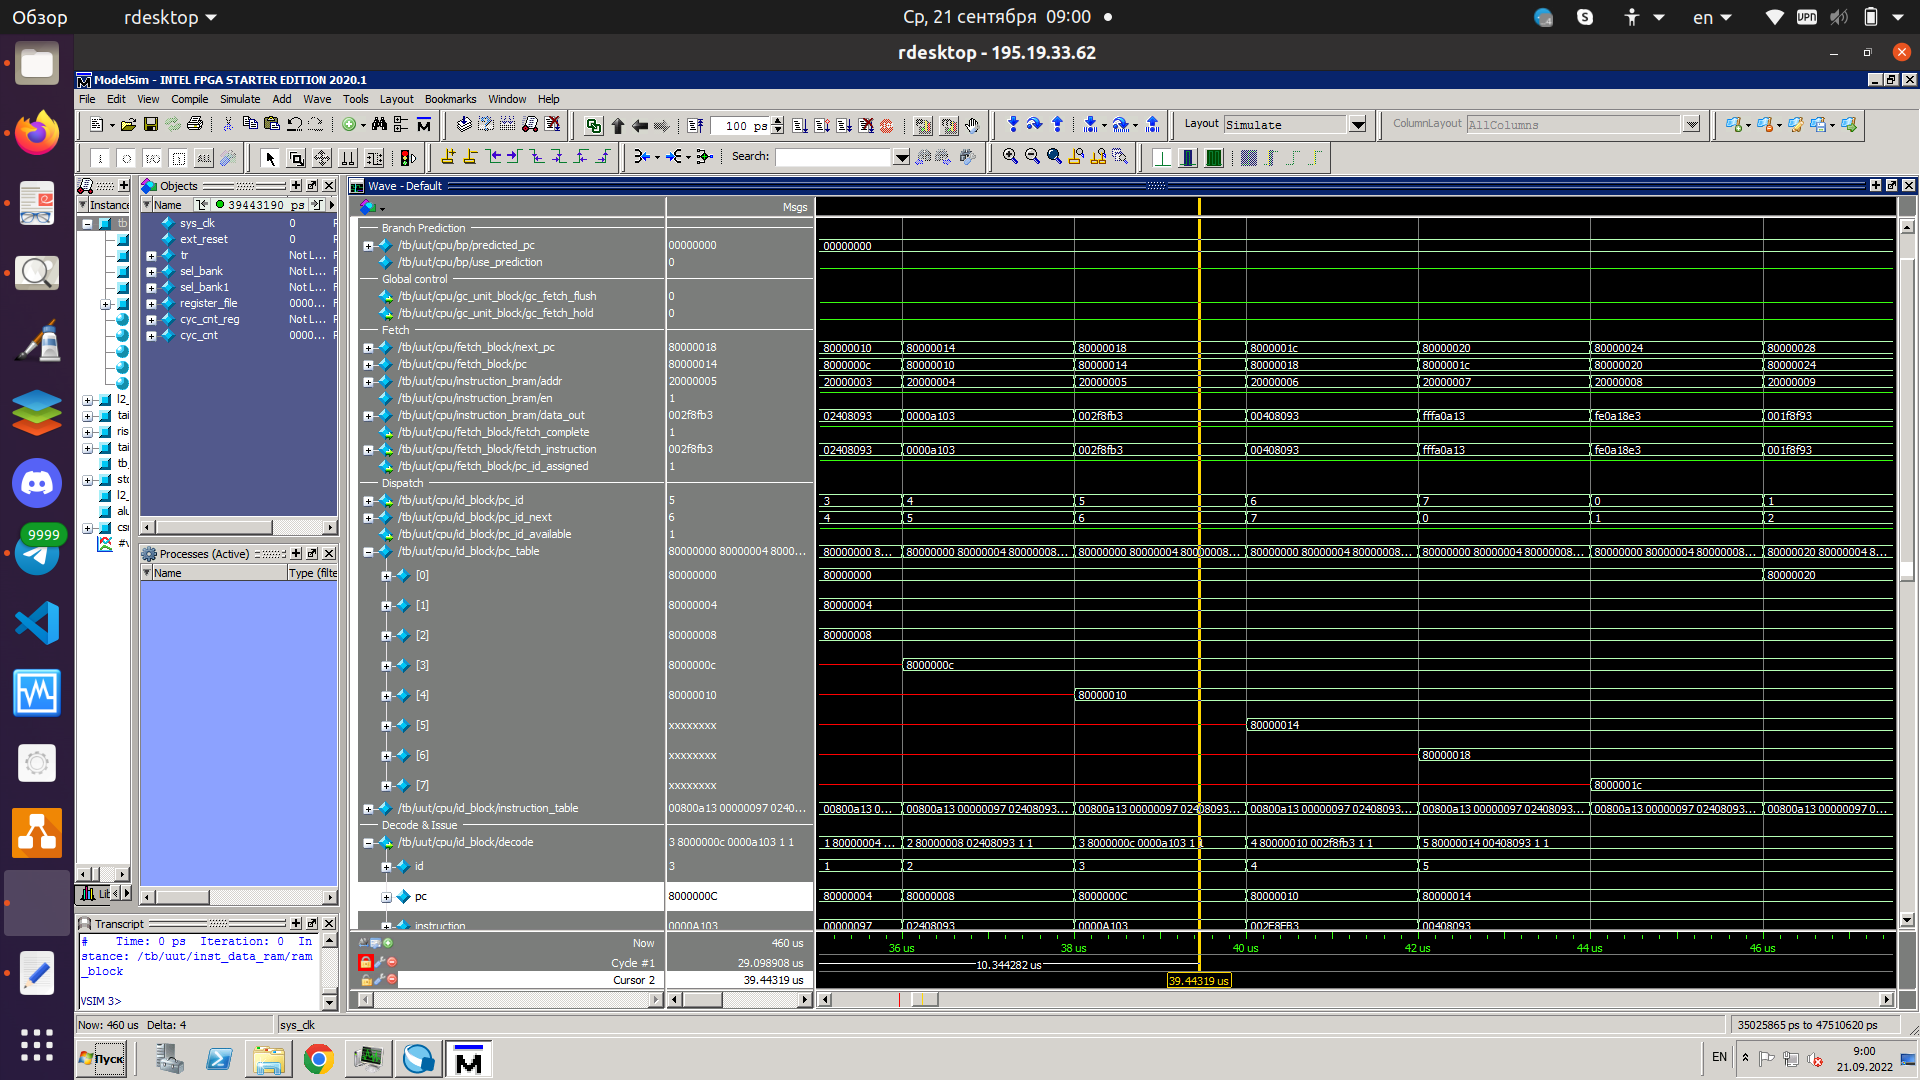 Обзор
rdesktop
Ср, 21 сентября 09:00
en
VPN
rdesktop - 195.19.33.62
ModelSim - INTEL FPGA STARTER EDITION 2020.1
File Edit View Compile Simulate Add Wave Tools Layout Bookmarks Window Help
100 ps
Layout Simulate
ColumnLayout AllColumns
Search:
Objects
Wave - Default
Instance
Name
39443190 ps
Msgs
sys_clk 0
ext_reset 0
tr Not L...
sel_bank Not L...
sel_bank1 Not L...
register_file 0000...
cyc_cnt_reg Not L...
cyc_cnt 0000...
Branch Prediction
/tb/uut/cpu/bp/predicted_pc 00000000 00000000
/tb/uut/cpu/bp/use_prediction 0
Global control
/tb/uut/cpu/gc_unit_block/gc_fetch_flush 0
/tb/uut/cpu/gc_unit_block/gc_fetch_hold 0
Fetch
/tb/uut/cpu/fetch_block/next_pc 80000018 80000010 80000014 80000018 8000001c 80000020 80000024 80000028
/tb/uut/cpu/fetch_block/pc 80000014 8000000c 80000010 80000014 80000018 8000001c 80000020 80000024
/tb/uut/cpu/instruction_bram/addr 20000005 20000003 20000004 20000005 20000006 20000007 20000008 20000009
/tb/uut/cpu/instruction_bram/en 1
/tb/uut/cpu/instruction_bram/data_out 002f8fb3 02408093 0000a103 002f8fb3 00408093 fffa0a13 fe0a18e3 001f8f93
/tb/uut/cpu/fetch_block/fetch_complete 1
/tb/uut/cpu/fetch_block/fetch_instruction 002f8fb3 02408093 0000a103 002f8fb3 00408093 fffa0a13 fe0a18e3 001f8f93
/tb/uut/cpu/fetch_block/pc_id_assigned 1
Dispatch
/tb/uut/cpu/id_block/pc_id 5 3 4 5 6 7 0 1
/tb/uut/cpu/id_block/pc_id_next 6 4 5 6 7 0 1 2
/tb/uut/cpu/id_block/pc_id_available 1
/tb/uut/cpu/id_block/pc_table 80000000 80000004 8000... 80000000 8... 80000000 80000004 80000008... 80000000 80000004 80000008... 80000000 80000004 80000008... 80000000 80000004 80000008... 80000000 80000004 80000008... 80000020 80000004 8...
[0] 80000000 80000000 80000020
[1] 80000004 80000004
[2] 80000008 80000008
[3] 8000000c 8000000c
[4] 80000010 80000010
[5] xxxxxxxx 80000014
[6] xxxxxxxx 80000018
[7] xxxxxxxx 8000001c
/tb/uut/cpu/id_block/instruction_table 00800a13 00000097 0240... 00800a13 0... 00800a13 00000097 02408093... 00800a13 00000097 02408093... 00800a13 00000097 02408093... 00800a13 00000097 02408093... 00800a13 00000097 02408093... 00800a13 00000097 0...
Decode & Issue
/tb/uut/cpu/id_block/decode 3 8000000c 0000a103 1 1 1 80000004 ... 2 80000008 02408093 1 1 3 8000000c 0000a103 1 1 4 80000010 002f8fb3 1 1 5 80000014 00408093 1 1
id 3 1 2 3 4 5
pc 8000000C 80000004 80000008 8000000C 80000010 80000014
instruction 0000A103 00000097 02408093 0000A103 002F8FB3 00408093
Now 460 us
36 us 38 us 40 us 42 us 44 us 46 us
Cycle #1 29.098908 us
10.344282 us
Cursor 2 39.44319 us
39.44319 us
Processes (Active)
Name Type (filte
Transcript
# Time: 0 ps Iteration: 0 In
stance: /tb/uut/inst_data_ram/ram
_block
VSIM 3>
Now: 460 us Delta: 4
sys_clk
35025865 ps to 47510620 ps
9999
Пуск
EN
9:00
21.09.2022